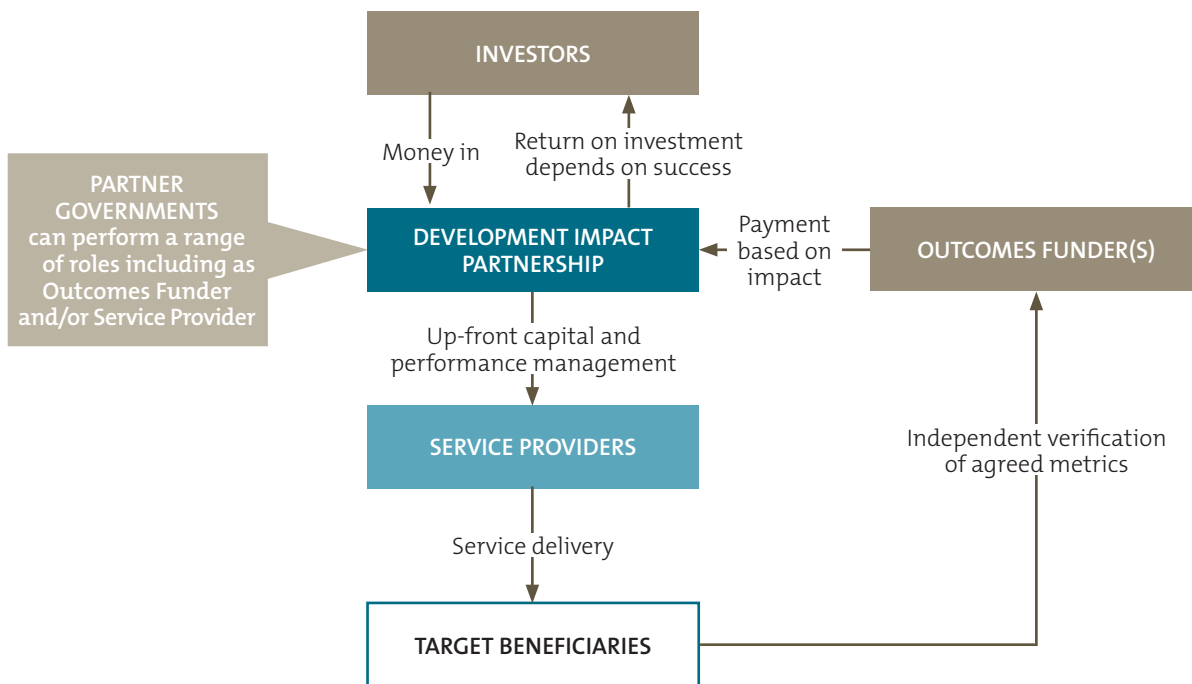 INVESTORS
Money in
Return on investment
depends on success
PARTNER
GOVERNMENTS
can perform a range
of roles including as
Outcomes Funder
and/or Service Provider
DEVELOPMENT IMPACT
PARTNERSHIP
Payment
based on
impact
OUTCOMES FUNDER(S)
Up-front capital and
performance management
SERVICE PROVIDERS
Independent verification
of agreed metrics
Service delivery
TARGET BENEFICIARIES